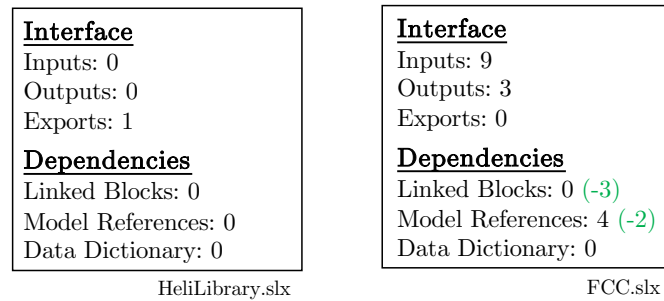 Interface
Inputs: 0
Outputs: 0
Exports: 1
Dependencies
Linked Blocks: 0
Model References: 0
Data Dictionary: 0
HeliLibrary.slx
Interface
Inputs: 9
Outputs: 3
Exports: 0
Dependencies
Linked Blocks: 0 (-3)
Model References: 4 (-2)
Data Dictionary: 0
FCC.slx